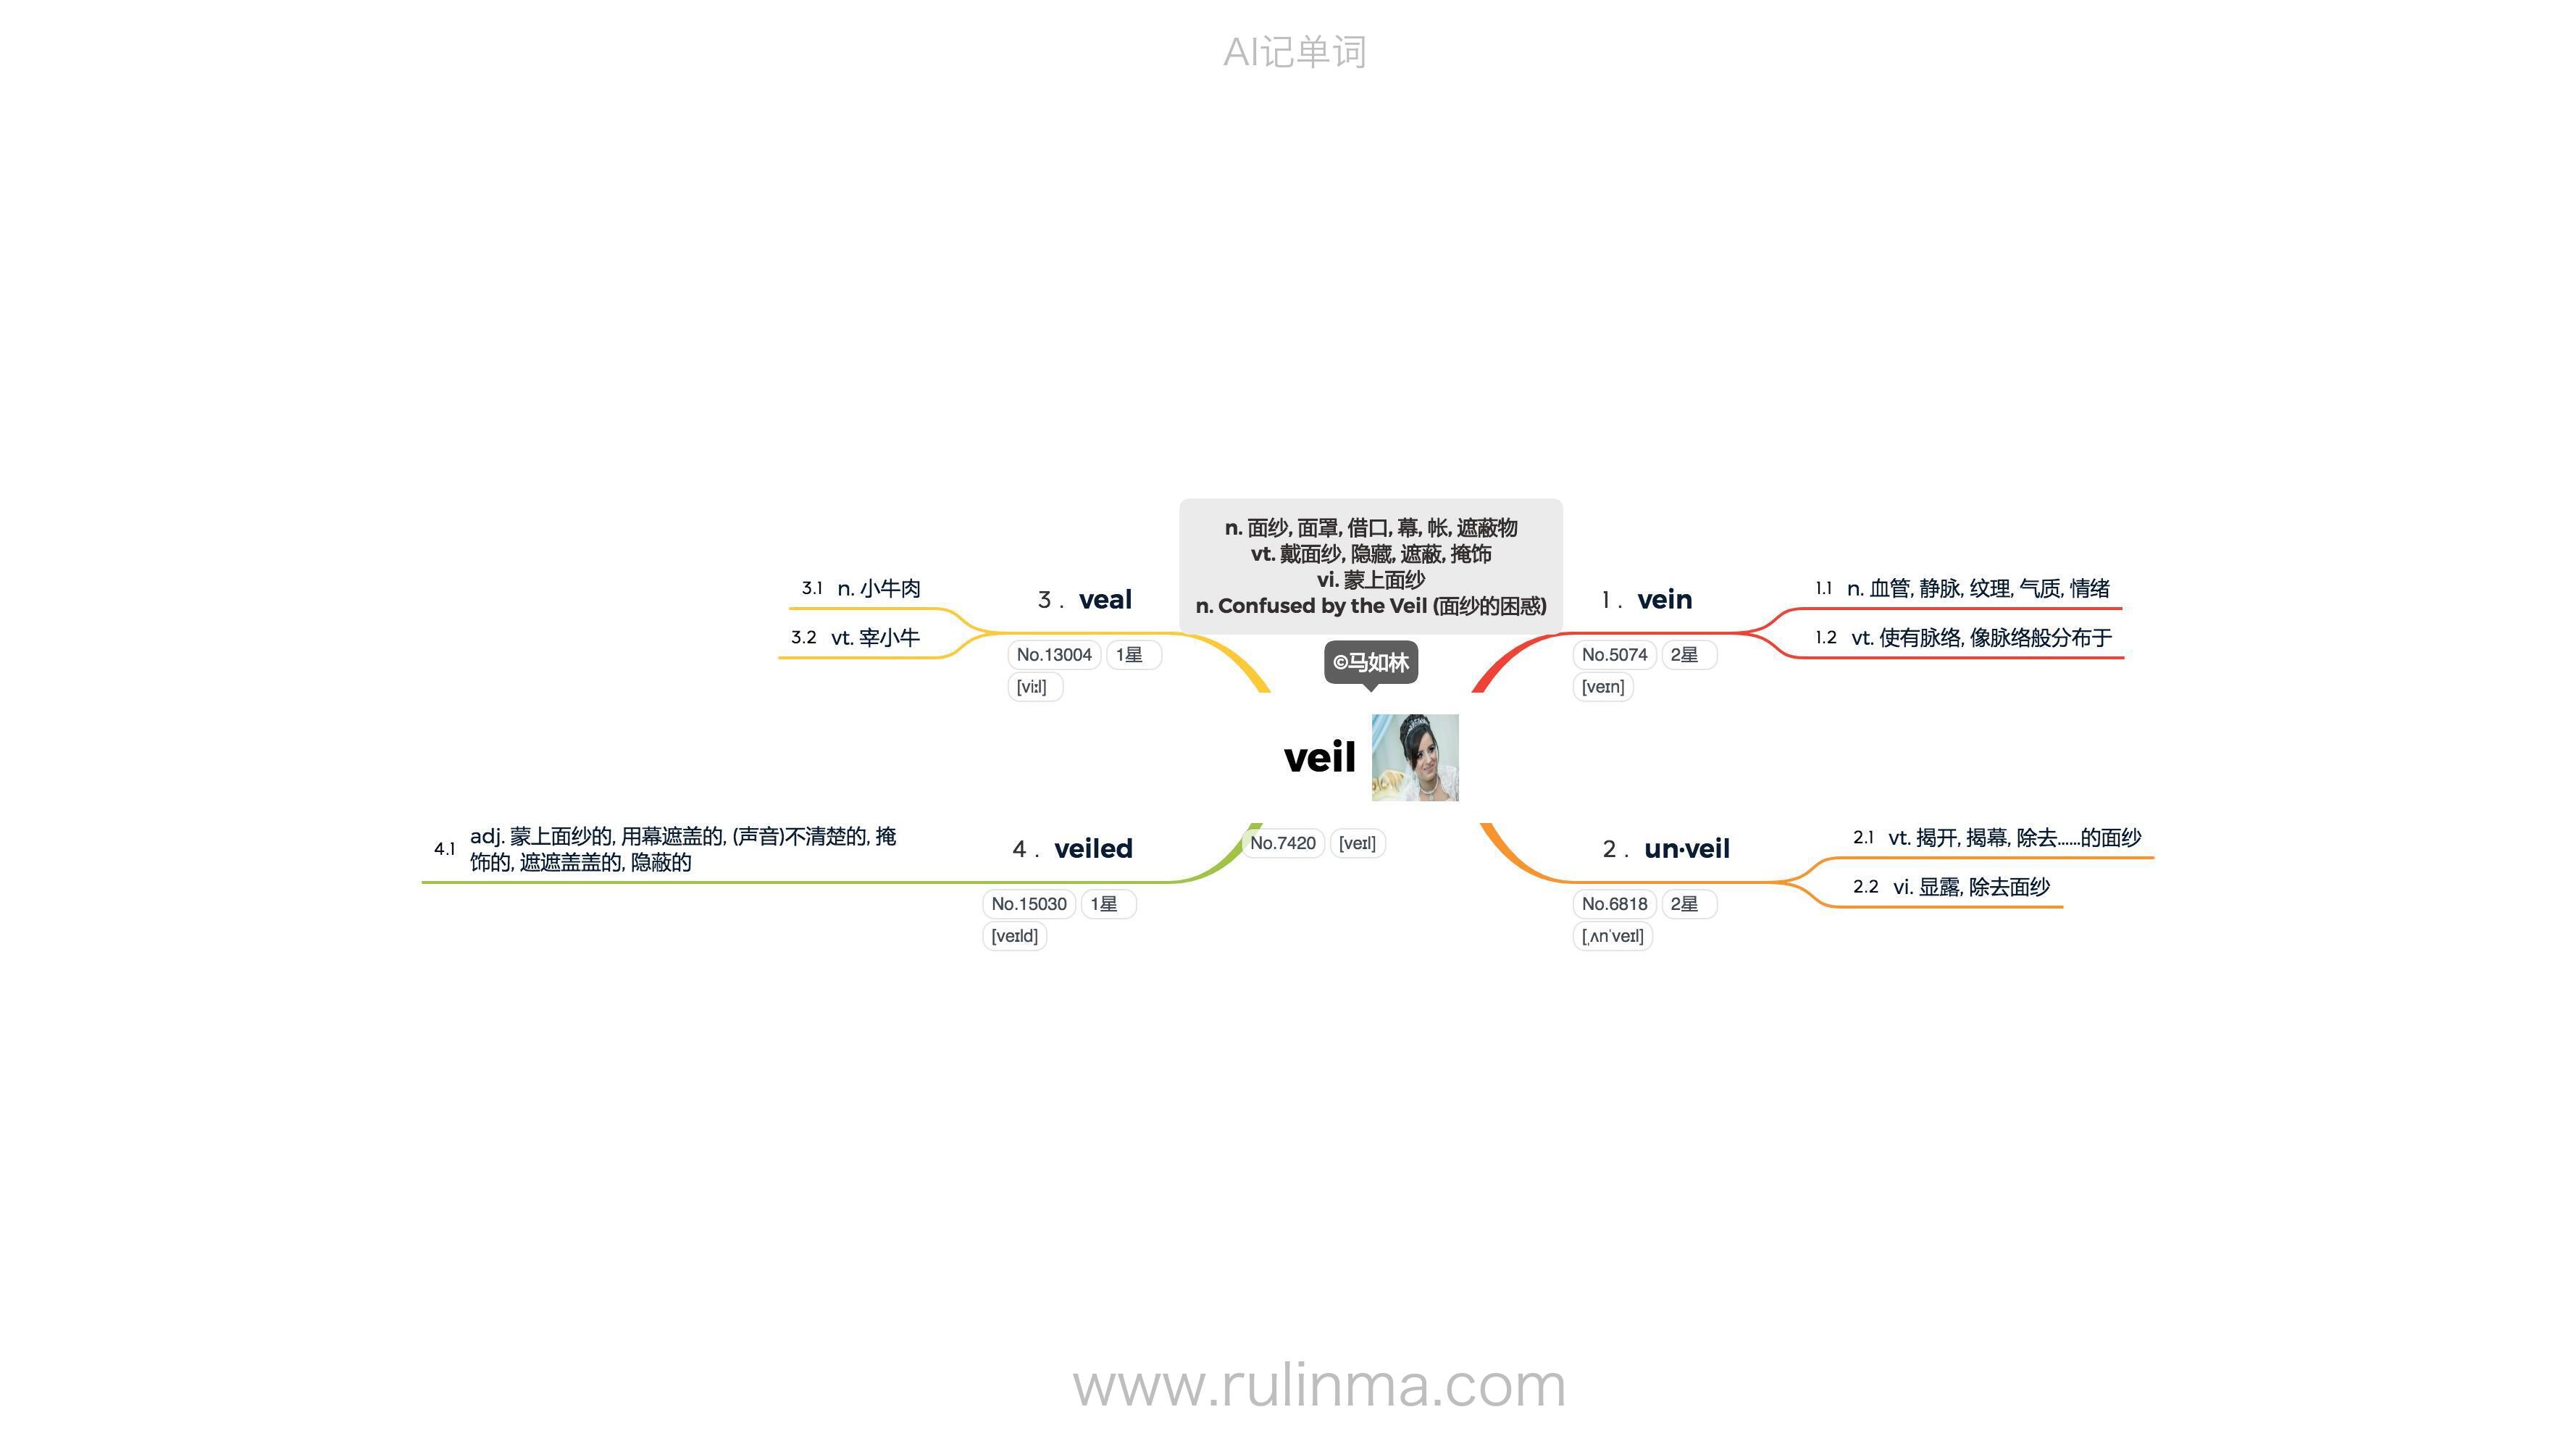 AI记单词
n. 面纱, 面罩, 借口, 幕, 帐, 遮蔽物
vt. 戴面纱, 隐藏, 遮蔽, 掩饰
vi. 蒙上面纱
n. Confused by the Veil (面纱的困惑)
©马如林
veil
No.7420 [veɪl]
1 . vein
No.5074 2星
[veɪn]
1.1 n. 血管, 静脉, 纹理, 气质, 情绪
1.2 vt. 使有脉络, 像脉络般分布于
2 . un·veil
No.6818 2星
[ˌʌnˈveɪl]
2.1 vt. 揭开, 揭幕, 除去……的面纱
2.2 vi. 显露, 除去面纱
3 . veal
No.13004 1星
[viːl]
3.1 n. 小牛肉
3.2 vt. 宰小牛
4 . veiled
No.15030 1星
[veɪld]
4.1 adj. 蒙上面纱的, 用幕遮盖的, (声音)不清楚的, 掩
饰的, 遮遮盖盖的, 隐蔽的
www.rulinma.com